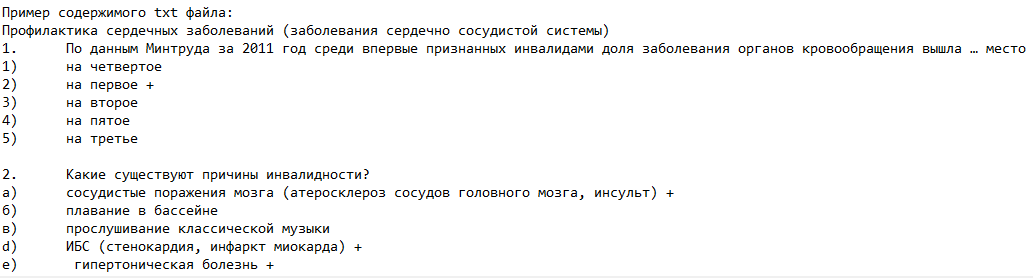 Пример содержимого txt файла:
Профилактика сердечных заболеваний (заболевания сердечно сосудистой системы)
1. По данным Минтруда за 2011 год среди впервые признанных инвалидами доля заболевания органов кровообращения вышла … место
1) на четвертое
2) на первое +
3) на второе
4) на пятое
5) на третье
2. Какие существуют причины инвалидности?
а) сосудистые поражения мозга (атеросклероз сосудов головного мозга, инсульт) +
б) плавание в бассейне
в) прослушивание классической музыки
d) ИБС (стенокардия, инфаркт миокарда) +
е) гипертоническая болезнь +